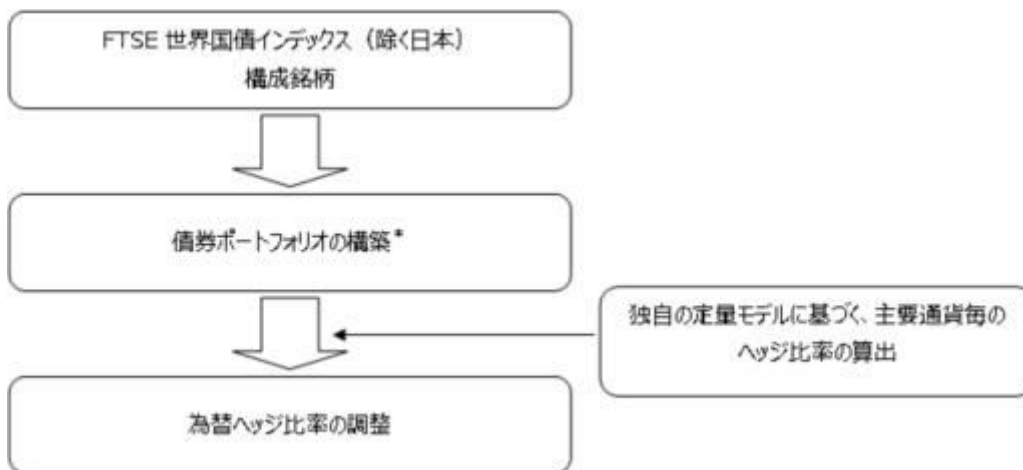 FTSE 世界国債インデックス（除く日本）
構成銘柄
債券ポートフォリオの構築*
独自の定量モデルに基づく、主要通貨毎の
ヘッジ比率の算出
為替ヘッジ比率の調整